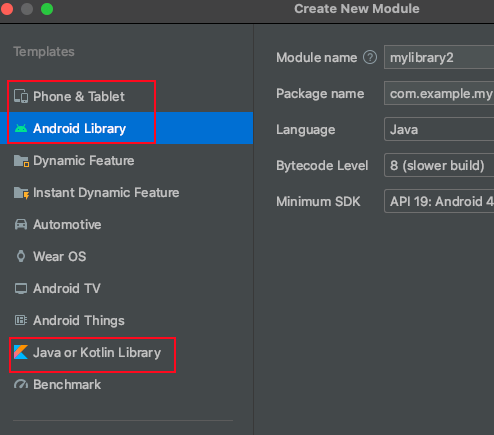 Create New Module
Templates
Phone & Tablet
Android Library
Dynamic Feature
Instant Dynamic Feature
Automotive
Wear OS
Android TV
Android Things
Java or Kotlin Library
Benchmark
Module name ? mylibrary2
Package name com.example.my
Language Java
Bytecode Level 8 (slower build)
Minimum SDK API 19: Android 4